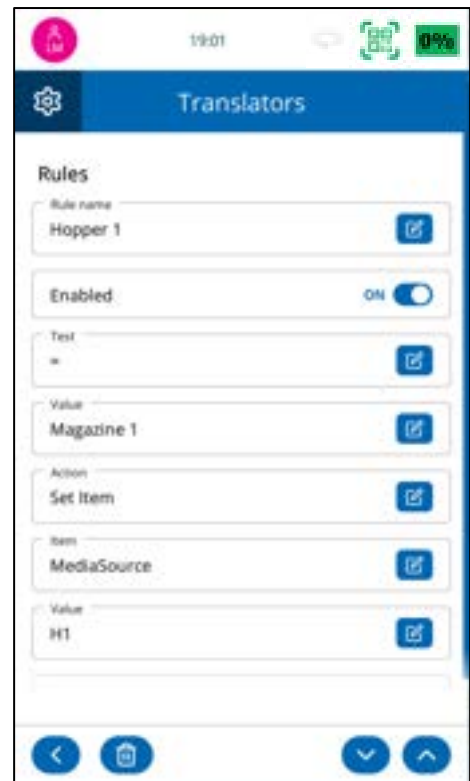 19:01
0%
Translators
Rules
Rule name
Hopper 1
Enabled ON
Test
=
Value
Magazine 1
Action
Set Item
Item
MediaSource
Value
H1